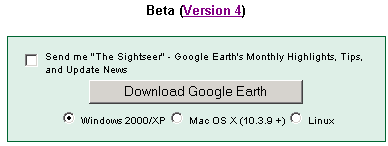 Beta (Version 4)
Send me "The Sightseer" - Google Earth's Monthly Highlights, Tips,
and Update News
Download Google Earth
Windows 2000/XP Mac OS X (10.3.9 +) Linux